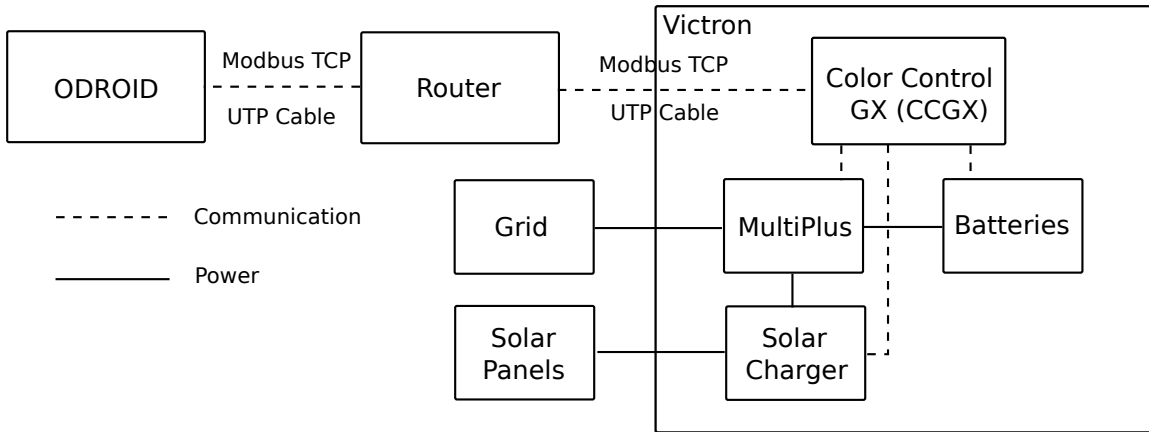 Victron
ODROID
Modbus TCP
UTP Cable
Router
Modbus TCP
UTP Cable
Color Control
GX (CCGX)
Communication
Power
Grid
MultiPlus
Batteries
Solar
Panels
Solar
Charger